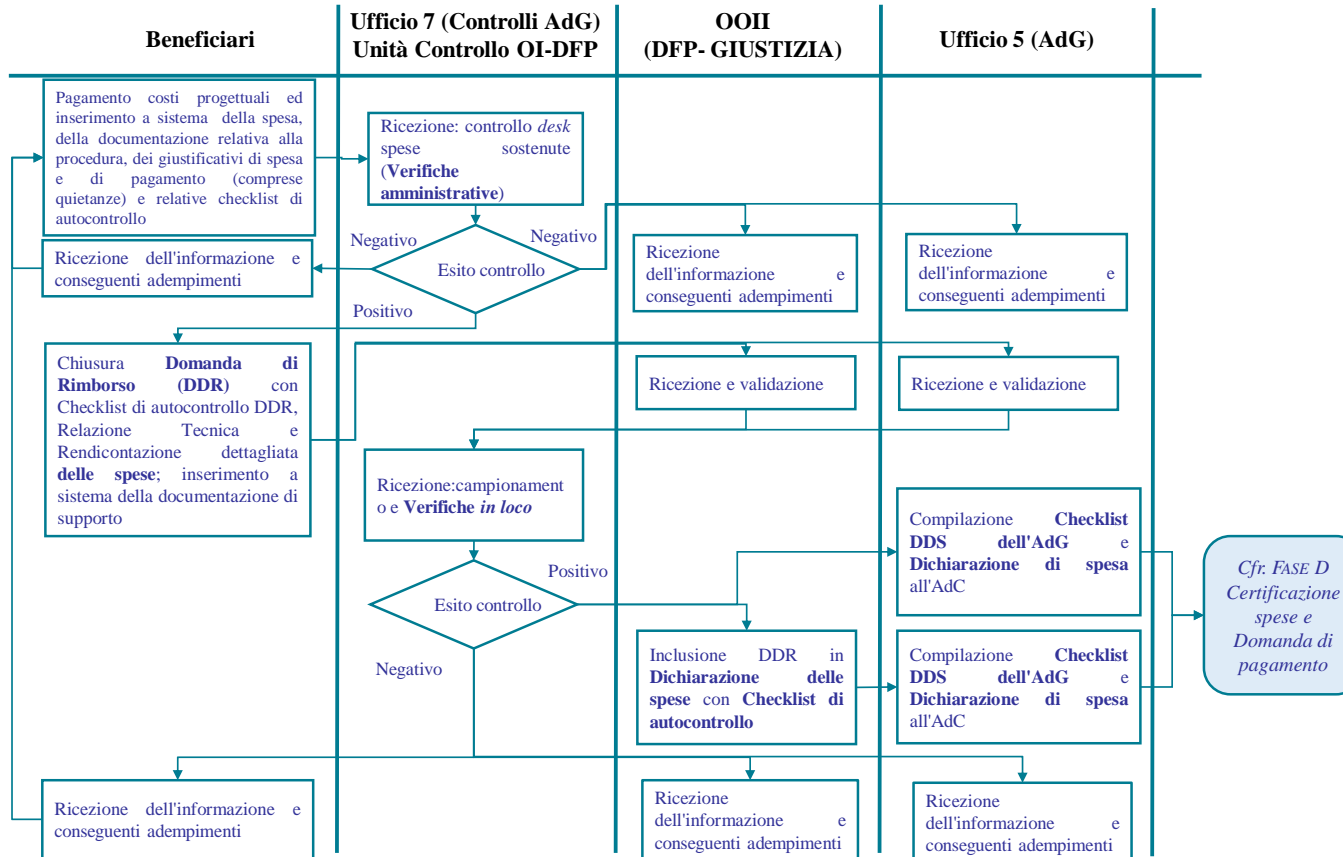 Beneficiari
Ufficio 7 (Controlli AdG)
Unità Controllo OI-DFP
OOII
(DFP- GIUSTIZIA)
Ufficio 5 (AdG)
Pagamento costi progettuali ed
inserimento a sistema della spesa,
della documentazione relativa alla
procedura, dei giustificativi di spesa
e di pagamento (comprese
quietanze) e relative checklist di
autocontrollo
Ricezione: controllo desk
spese sostenute
(Verifiche
amministrative)
Negativo
Negativo
Esito controllo
Positivo
Ricezione dell'informazione e
conseguenti adempimenti
Ricezione
dell'informazione e
conseguenti adempimenti
Ricezione
dell'informazione e
conseguenti adempimenti
Chiusura Domanda di
Rimborso (DDR) con
Checklist di autocontrollo DDR,
Relazione Tecnica e
Rendicontazione dettagliata
delle spese; inserimento a
sistema della documentazione di
supporto
Ricezione e validazione
Ricezione e validazione
Ricezione:campionament
o e Verifiche in loco
Positivo
Esito controllo
Negativo
Compilazione Checklist
DDS dell'AdG e
Dichiarazione di spesa
all'AdC
Inclusione DDR in
Dichiarazione delle
spese con Checklist di
autocontrollo
Compilazione Checklist
DDS dell'AdG e
Dichiarazione di spesa
all'AdC
Cfr. FASE D
Certificazione
spese e
Domanda di
pagamento
Ricezione dell'informazione e
conseguenti adempimenti
Ricezione
dell'informazione e
conseguenti adempimenti
Ricezione
dell'informazione e
conseguenti adempimenti